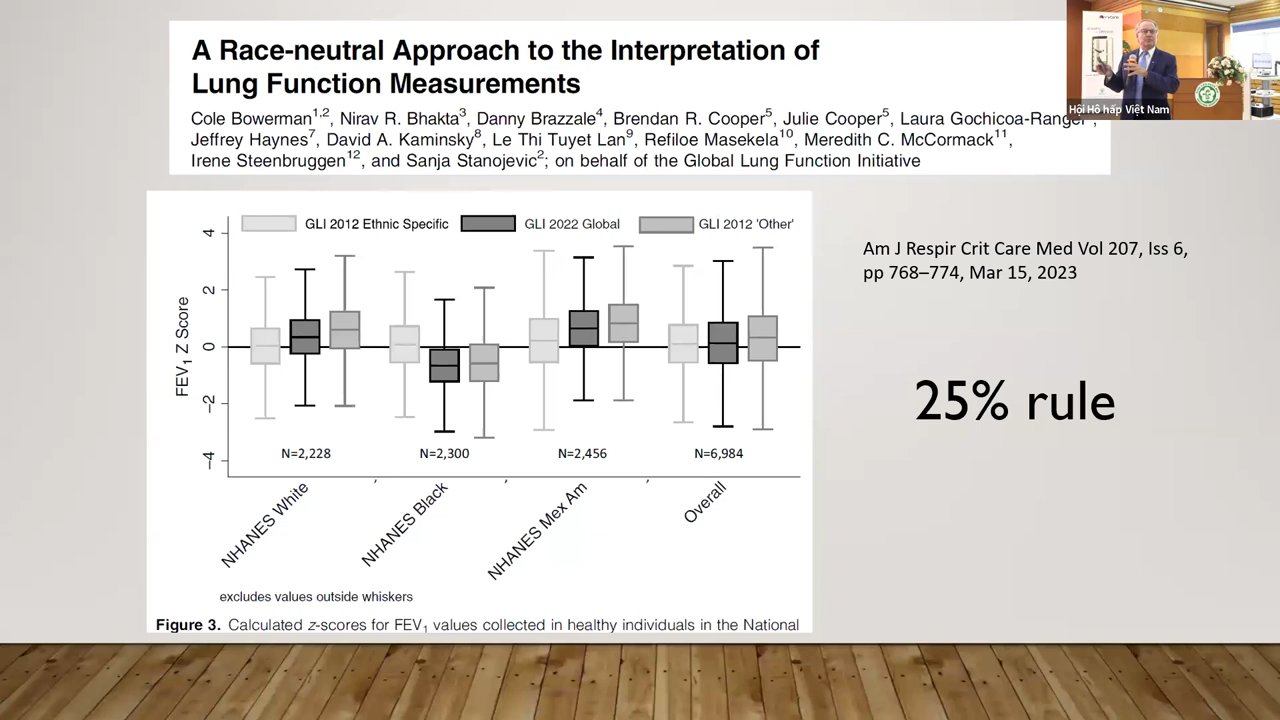 A Race-neutral Approach to the Interpretation of
Lung Function Measurements
Cole Bowerman1,2, Nirav R. Bhakta3, Danny Brazzale4, Brendan R. Cooper5, Julie Cooper5, Laura Gochicoa-Rangel
Jeffrey Haynes7, David A. Kaminsky8, Le Thi Tuyet Lan9, Refiloe Masekela10, Meredith C. McCormack11,
Irene Steenbruggen12, and Sanja Stanojevic2; on behalf of the Global Lung Function Initiative
Hội Hô hấp Việt Nam
GLI 2012 Ethnic Specific
GLI 2022 Global
GLI 2012 'Other'
4
2
0
−2
−4
FEV1 Z Score
N=2,228
N=2,300
N=2,456
N=6,984
NHANES White
NHANES Black
NHANES Mex Am
Overall
excludes values outside whiskers
Figure 3. Calculated z-scores for FEV1 values collected in healthy individuals in the National
Am J Respir Crit Care Med Vol 207, Iss 6,
pp 768–774, Mar 15, 2023
25% rule